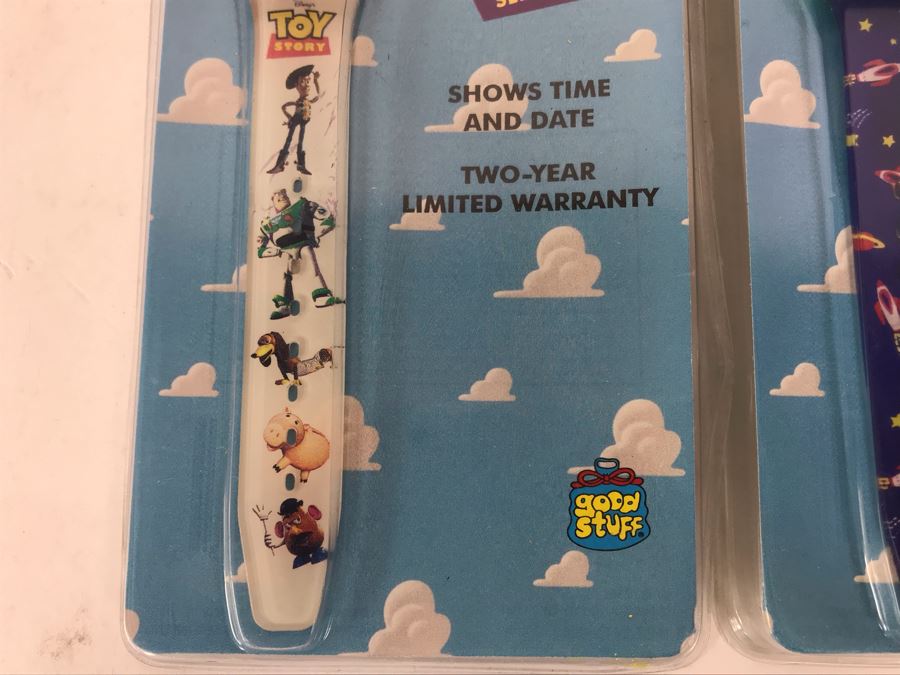 Disney's
TOY
STORY
SHOWS TIME
AND DATE
TWO-YEAR
LIMITED WARRANTY
good
stuff